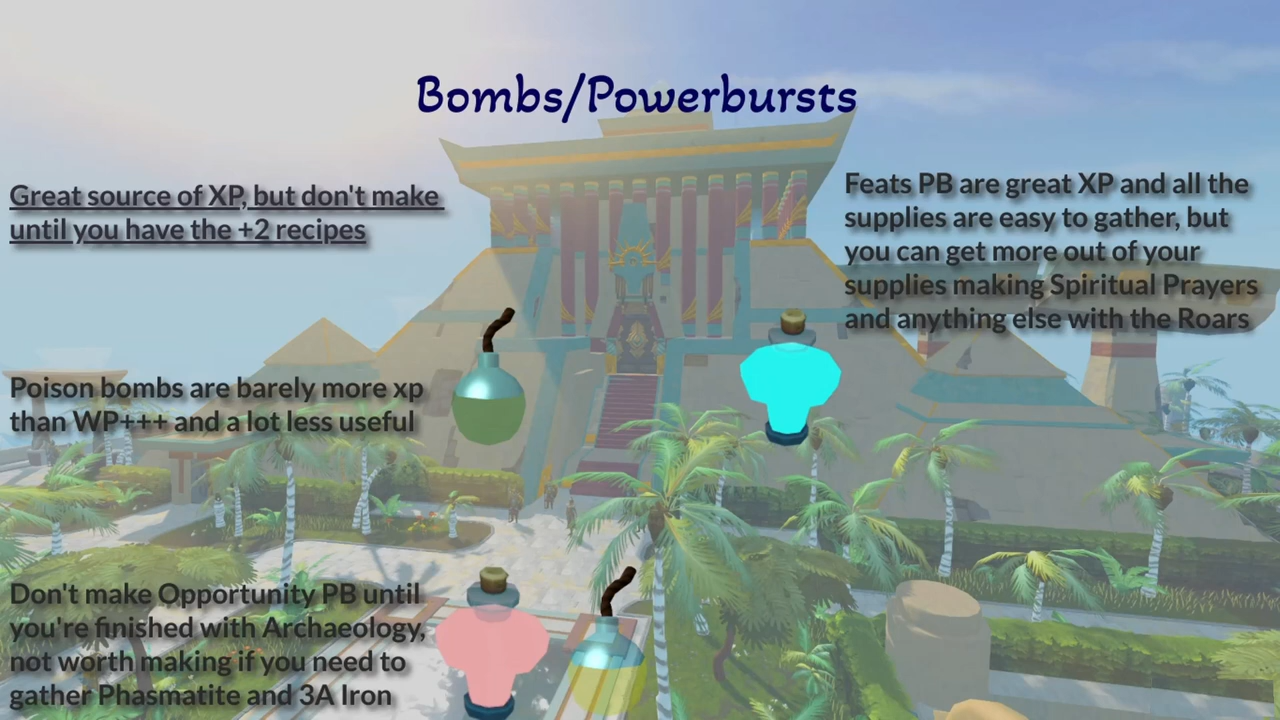 Bombs/Powerbursts
Great source of XP, but don't make
until you have the +2 recipes
Poison bombs are barely more xp
than WP+++ and a lot less useful
Don't make Opportunity PB until
you're finished with Archaeology,
not worth making if you need to
gather Phasmatite and 3A Iron
Feats PB are great XP and all the
supplies are easy to gather, but
you can get more out of your
supplies making Spiritual Prayers
and anything else with the Roars